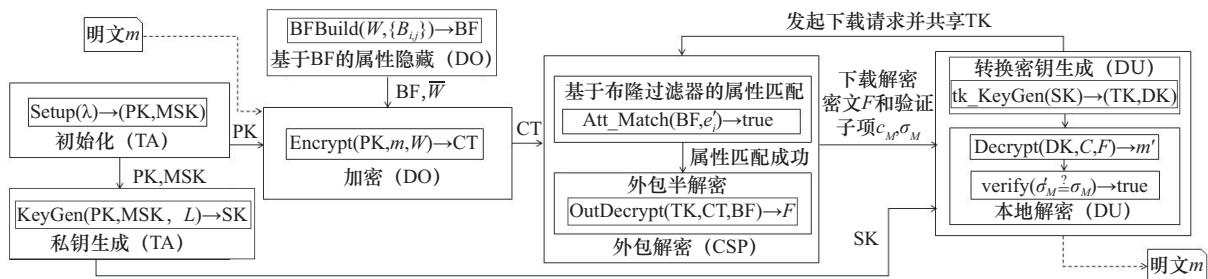 明文m
BFBuild(W,{B_{i,j}})→BF
基于BF的属性隐藏（DO）
BF,W̅
Setup(λ)→(PK,MSK)
初始化（TA）
PK
Encrypt(PK,m,W)→CT
加密（DO）
CT
PK,MSK
KeyGen(PK,MSK, L)→SK
私钥生成（TA）
基于布隆过滤器的属性匹配
Att_Match(BF,e'_i)→true
属性匹配成功
外包半解密
OutDecrypt(TK,CT,BF)→F
外包解密（CSP）
发起下载请求并共享TK
下载解密
密文F和验证
子项c_M,σ_M
SK
转换密钥生成（DU）
tk_KeyGen(SK)→(TK,DK)
Decrypt(DK,C,F)→m'
verify(σ'_M≟σ_M)→true
本地解密（DU）
明文m